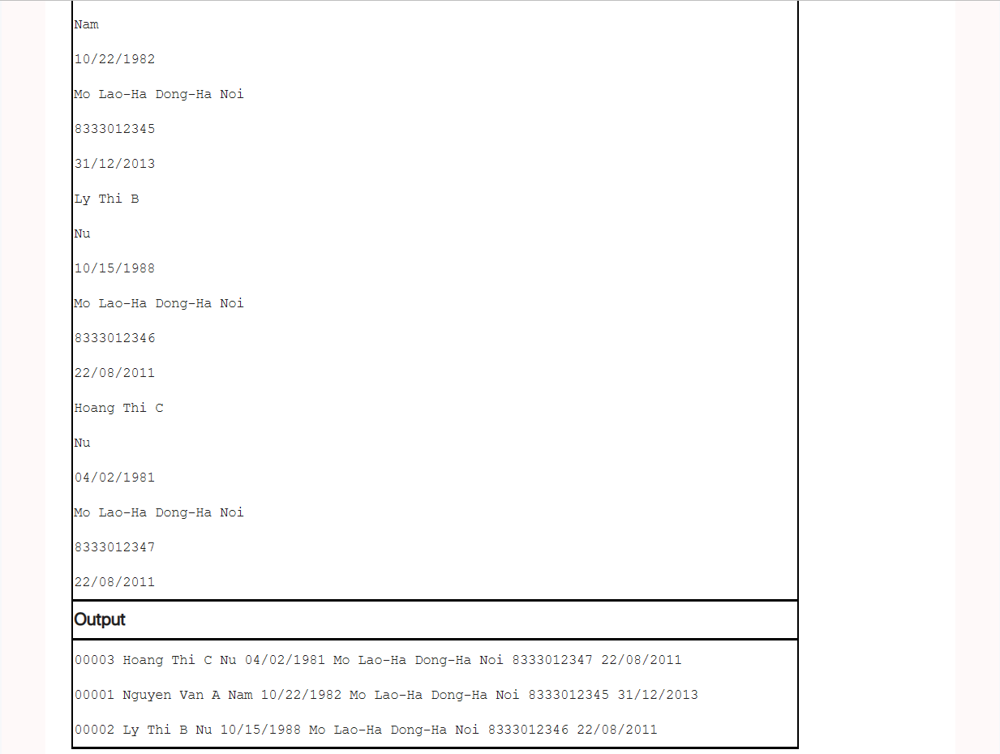 Nam
10/22/1982
Mo Lao-Ha Dong-Ha Noi
8333012345
31/12/2013
Ly Thi B
Nu
10/15/1988
Mo Lao-Ha Dong-Ha Noi
8333012346
22/08/2011
Hoang Thi C
Nu
04/02/1981
Mo Lao-Ha Dong-Ha Noi
8333012347
22/08/2011
Output
00003 Hoang Thi C Nu 04/02/1981 Mo Lao-Ha Dong-Ha Noi 8333012347 22/08/2011
00001 Nguyen Van A Nam 10/22/1982 Mo Lao-Ha Dong-Ha Noi 8333012345 31/12/2013
00002 Ly Thi B Nu 10/15/1988 Mo Lao-Ha Dong-Ha Noi 8333012346 22/08/2011